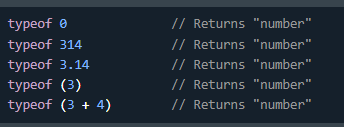 typeof 0              // Returns "number"
typeof 314            // Returns "number"
typeof 3.14           // Returns "number"
typeof (3)            // Returns "number"
typeof (3 + 4)        // Returns "number"